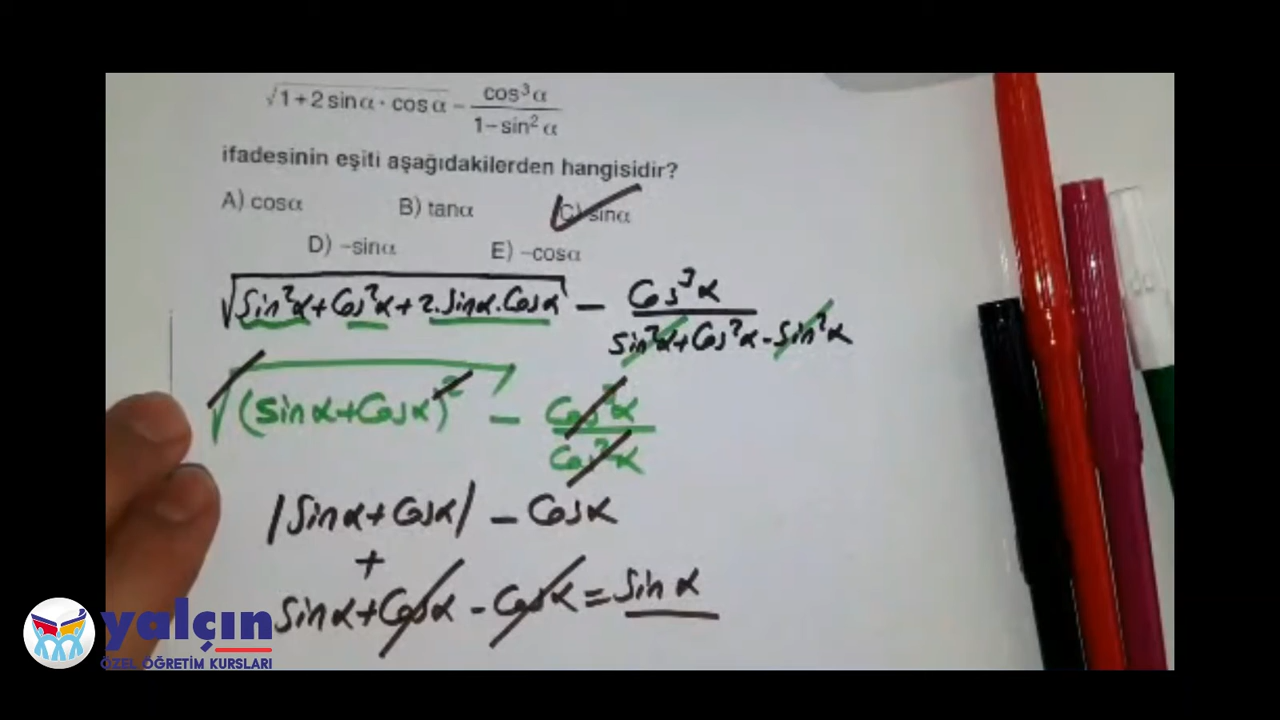 √1+2 sinα · cosα − cos³α / 1−sin²α
ifadesinin eşiti aşağıdakilerden hangisidir?
A) cosα B) tanα C) sinα
D) −sinα E) −cosα
√Sin²α+Cos²α+2.Sinα.Cosα − Cos³α / Sin²α+Cos²α-Sin²α
√(Sinα+Cosα)² − Cos³α / Cos²α
|Sinα+Cosα| − Cosα
+
Sinα+Cosα − Cosα = Sinα
yalçın
ÖZEL ÖĞRETİM KURSLARI